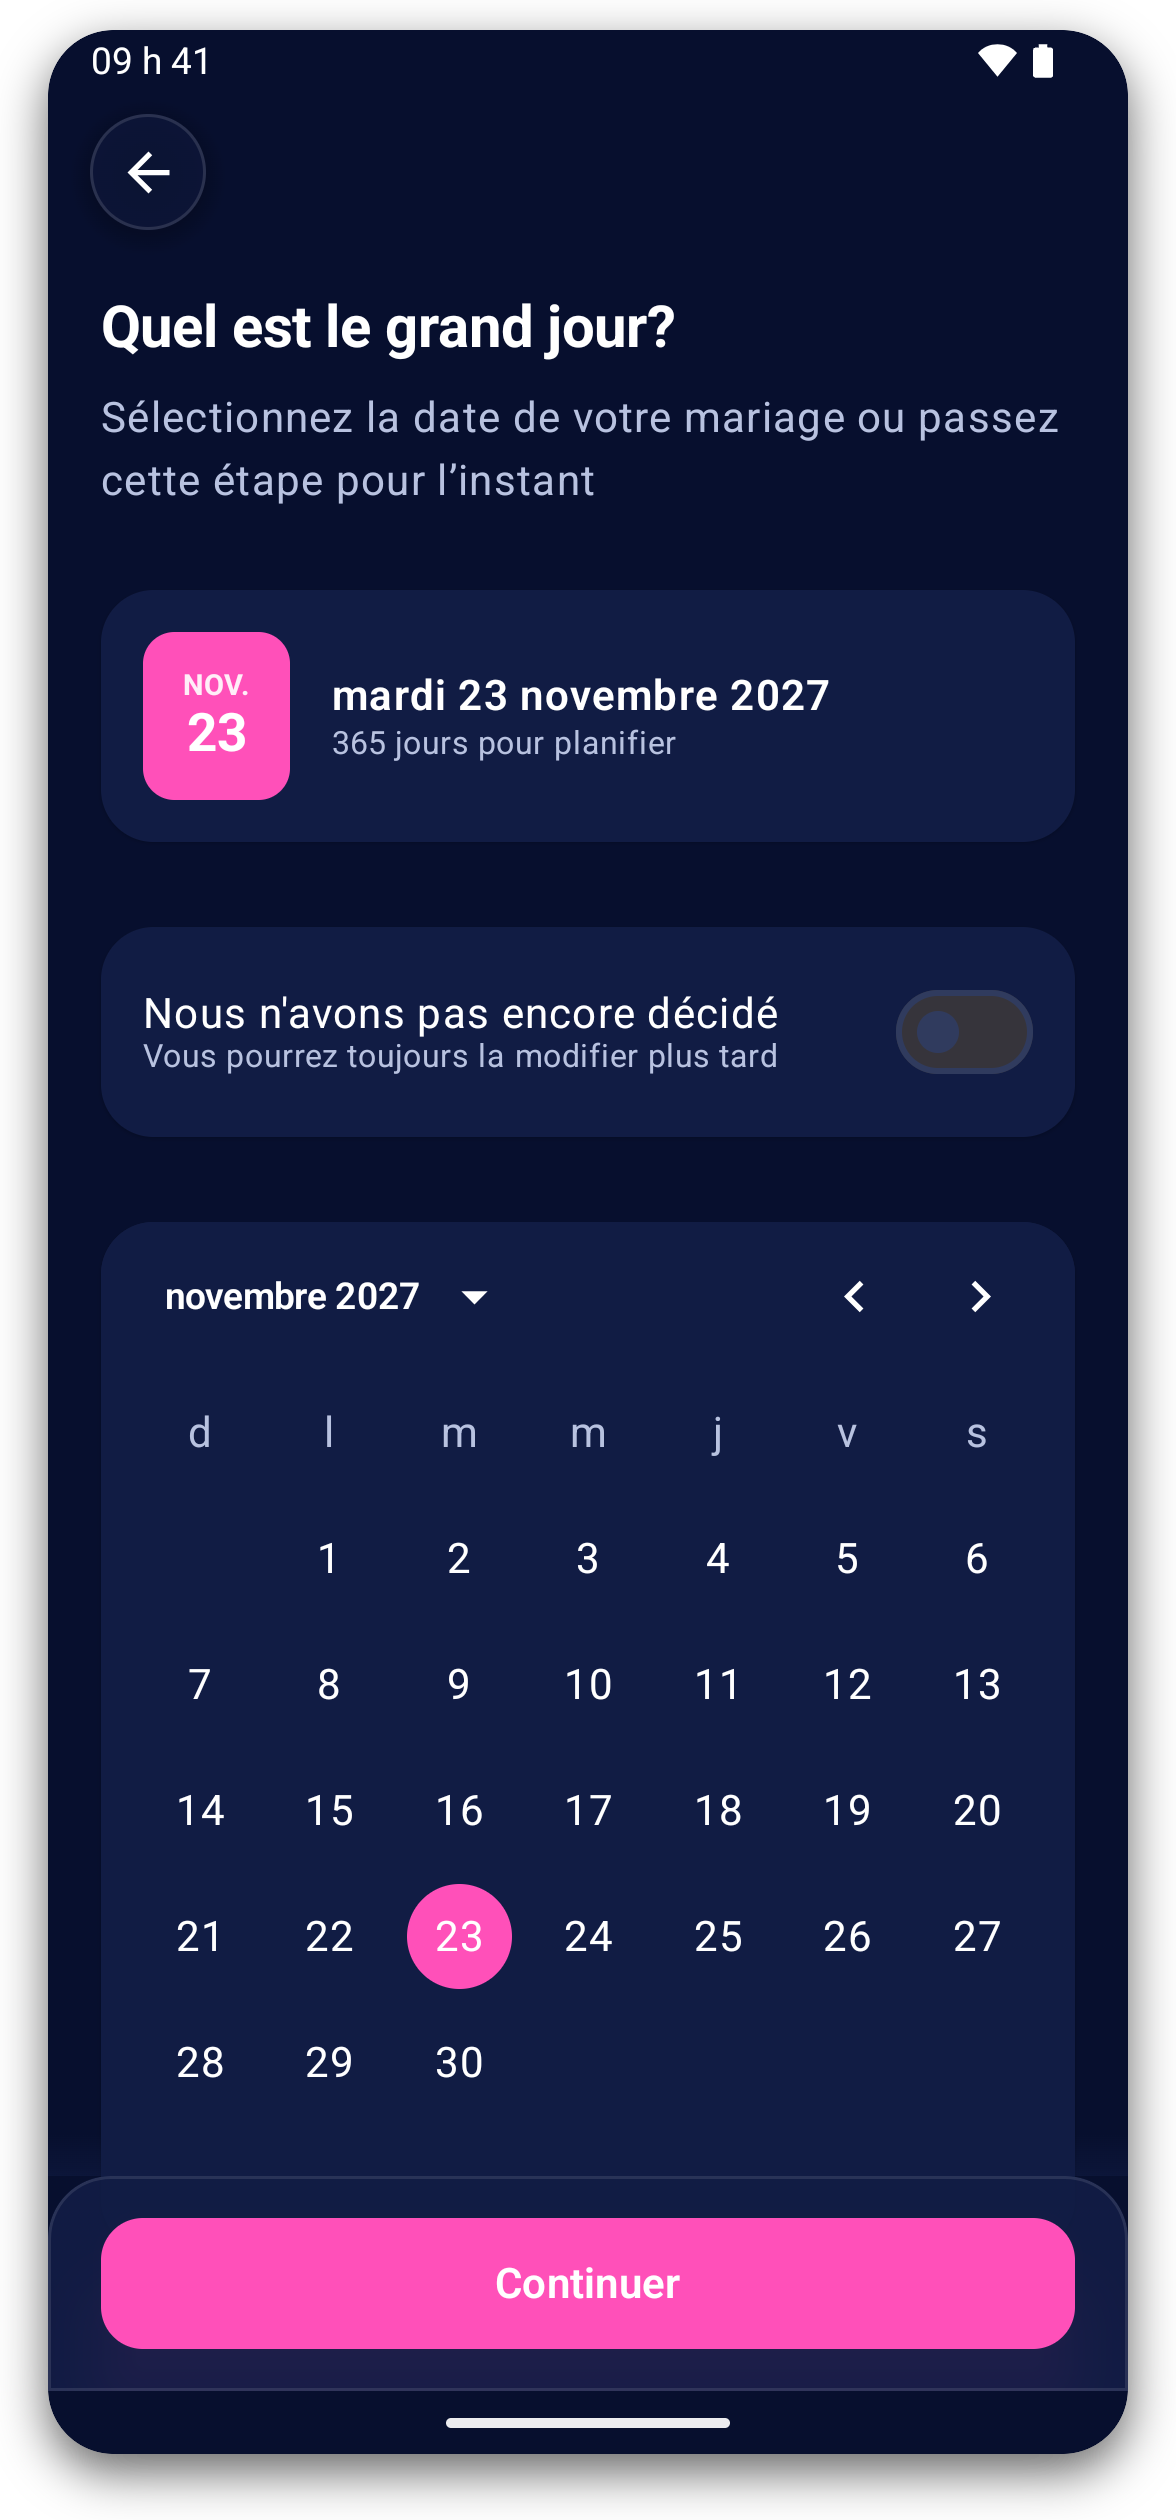 09 h 41
Quel est le grand jour?
Sélectionnez la date de votre mariage ou passez
cette étape pour l’instant
NOV.
23
mardi 23 novembre 2027
365 jours pour planifier
Nous n'avons pas encore décidé
Vous pourrez toujours la modifier plus tard
novembre 2027
d l m m j v s
1 2 3 4 5 6
7 8 9 10 11 12 13
14 15 16 17 18 19 20
21 22 23 24 25 26 27
28 29 30
Continuer